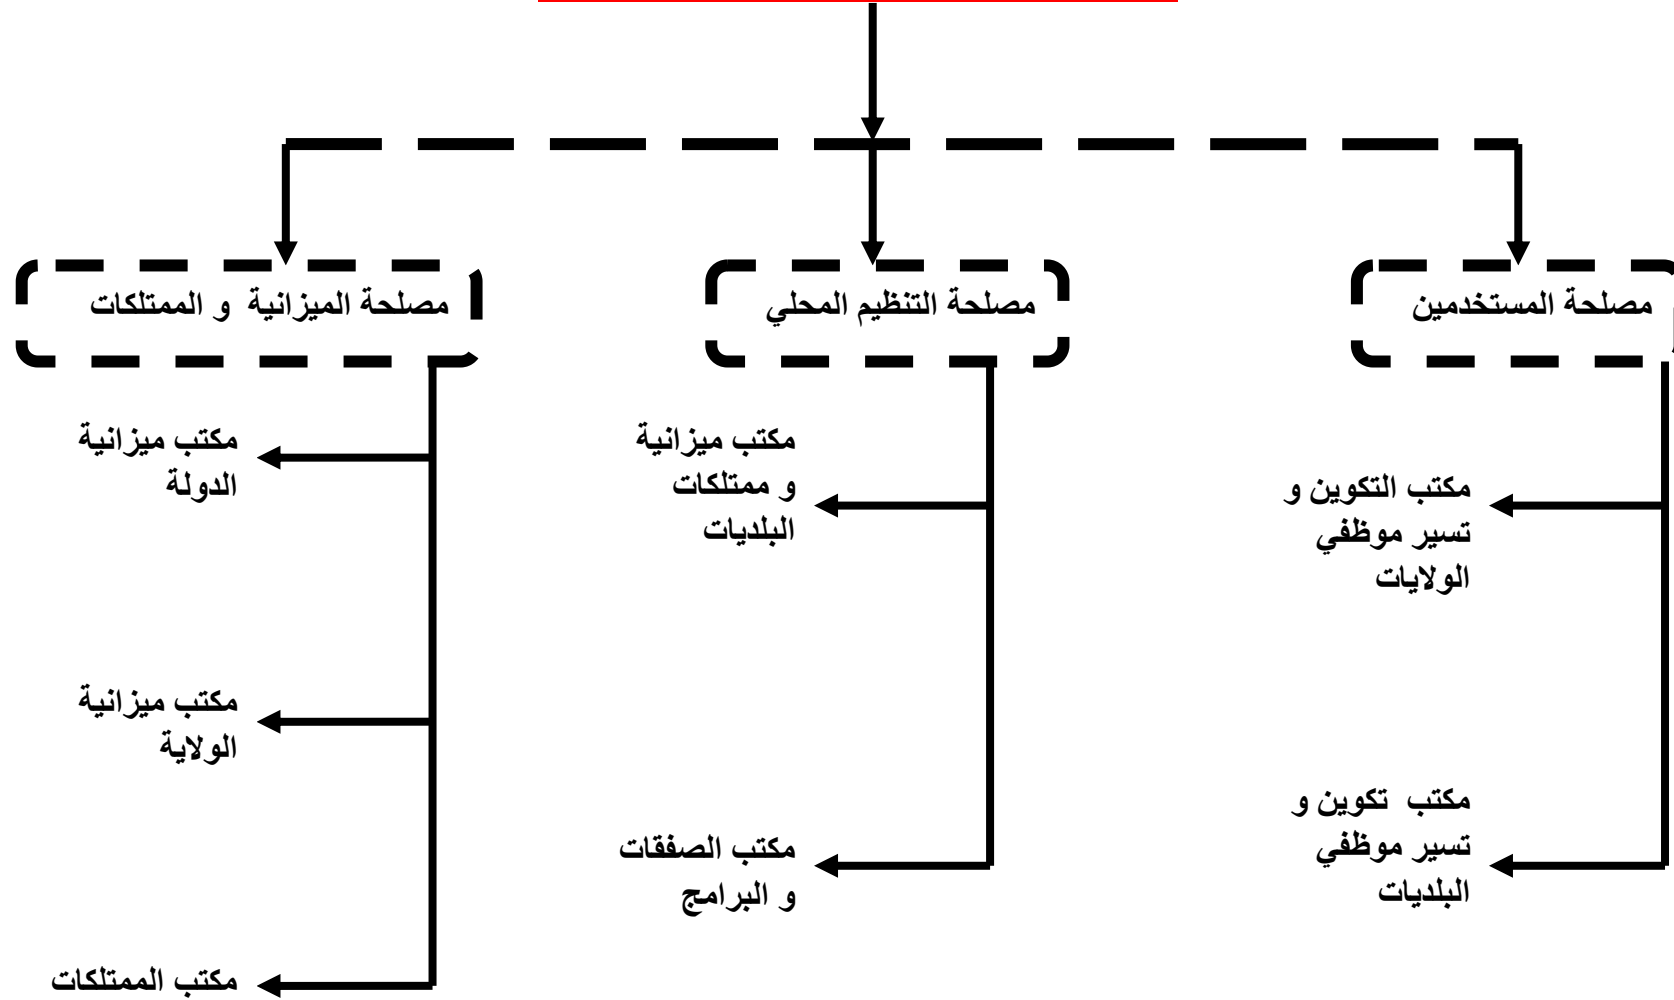 مصلحة المستخدمين
مصلحة التنظيم المحلي
مصلحة الميزانية و الممتلكات
مكتب التكوين و
تسير موظفي
الولايات
مكتب تكوين و
تسير موظفي
البلديات
مكتب ميزانية
و ممتلكات
البلديات
مكتب الصفقات
و البرامج
مكتب ميزانية
الدولة
مكتب ميزانية
الولاية
مكتب الممتلكات